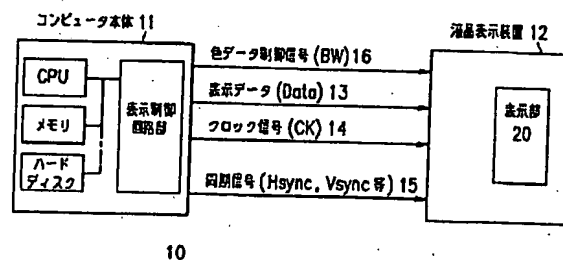 コンピュータ本体 11
CPU
メモリ
ハード
ディスク
表示制御
回路部
色データ制御信号 (BW) 16
表示データ (Data) 13
クロック信号 (CK) 14
同期信号 (Hsync, Vsync 等) 15
液晶表示装置 12
表示部
20
10